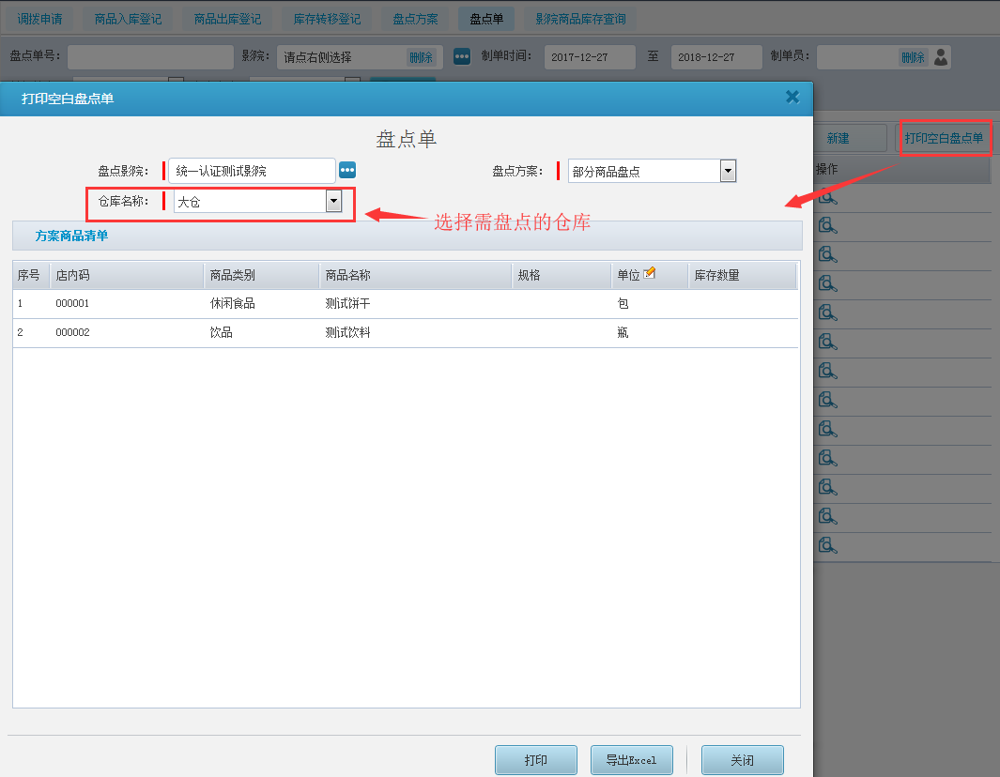 调拨申请 商品入库登记 商品出库登记 库存转移登记 盘点方案 盘点单 影院商品库存查询
盘点单号： 影院： 请点右侧选择 删除 制单时间： 2017-12-27 至 2018-12-27 制单员： 删除
打印空白盘点单
新建 打印空白盘点单
操作
盘点单
盘点影院： 统一认证测试影院 盘点方案： 部分商品盘点
仓库名称： 大仓
选择需盘点的仓库
方案商品清单
序号 店内码 商品类别 商品名称 规格 单位 库存数量
1 000001 休闲食品 测试饼干 包
2 000002 饮品 测试饮料 瓶
打印 导出Excel 关闭